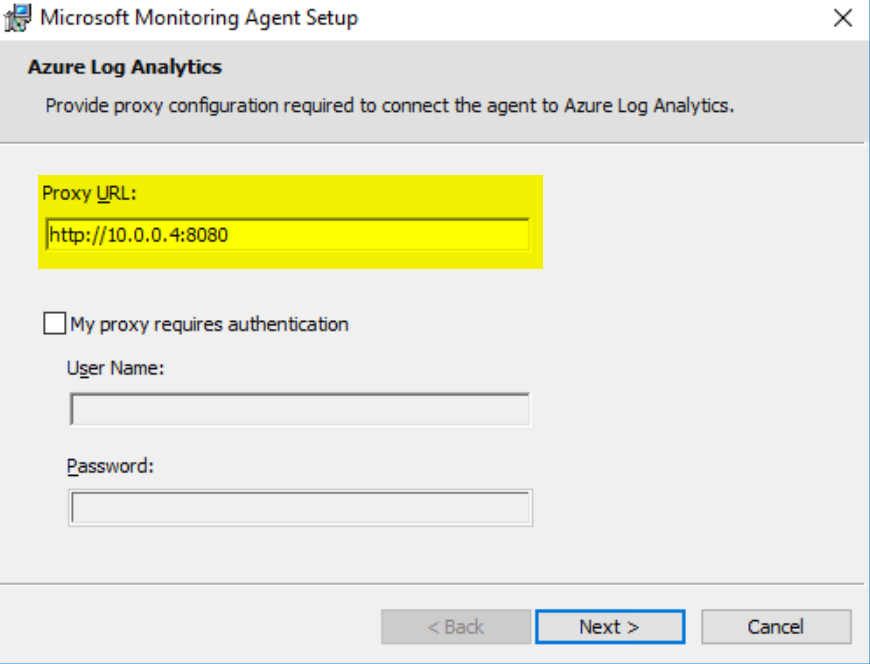 Microsoft Monitoring Agent Setup
Azure Log Analytics
Provide proxy configuration required to connect the agent to Azure Log Analytics.
Proxy URL:
http://10.0.0.4:8080
My proxy requires authentication
User Name:
Password:
< Back
Next >
Cancel